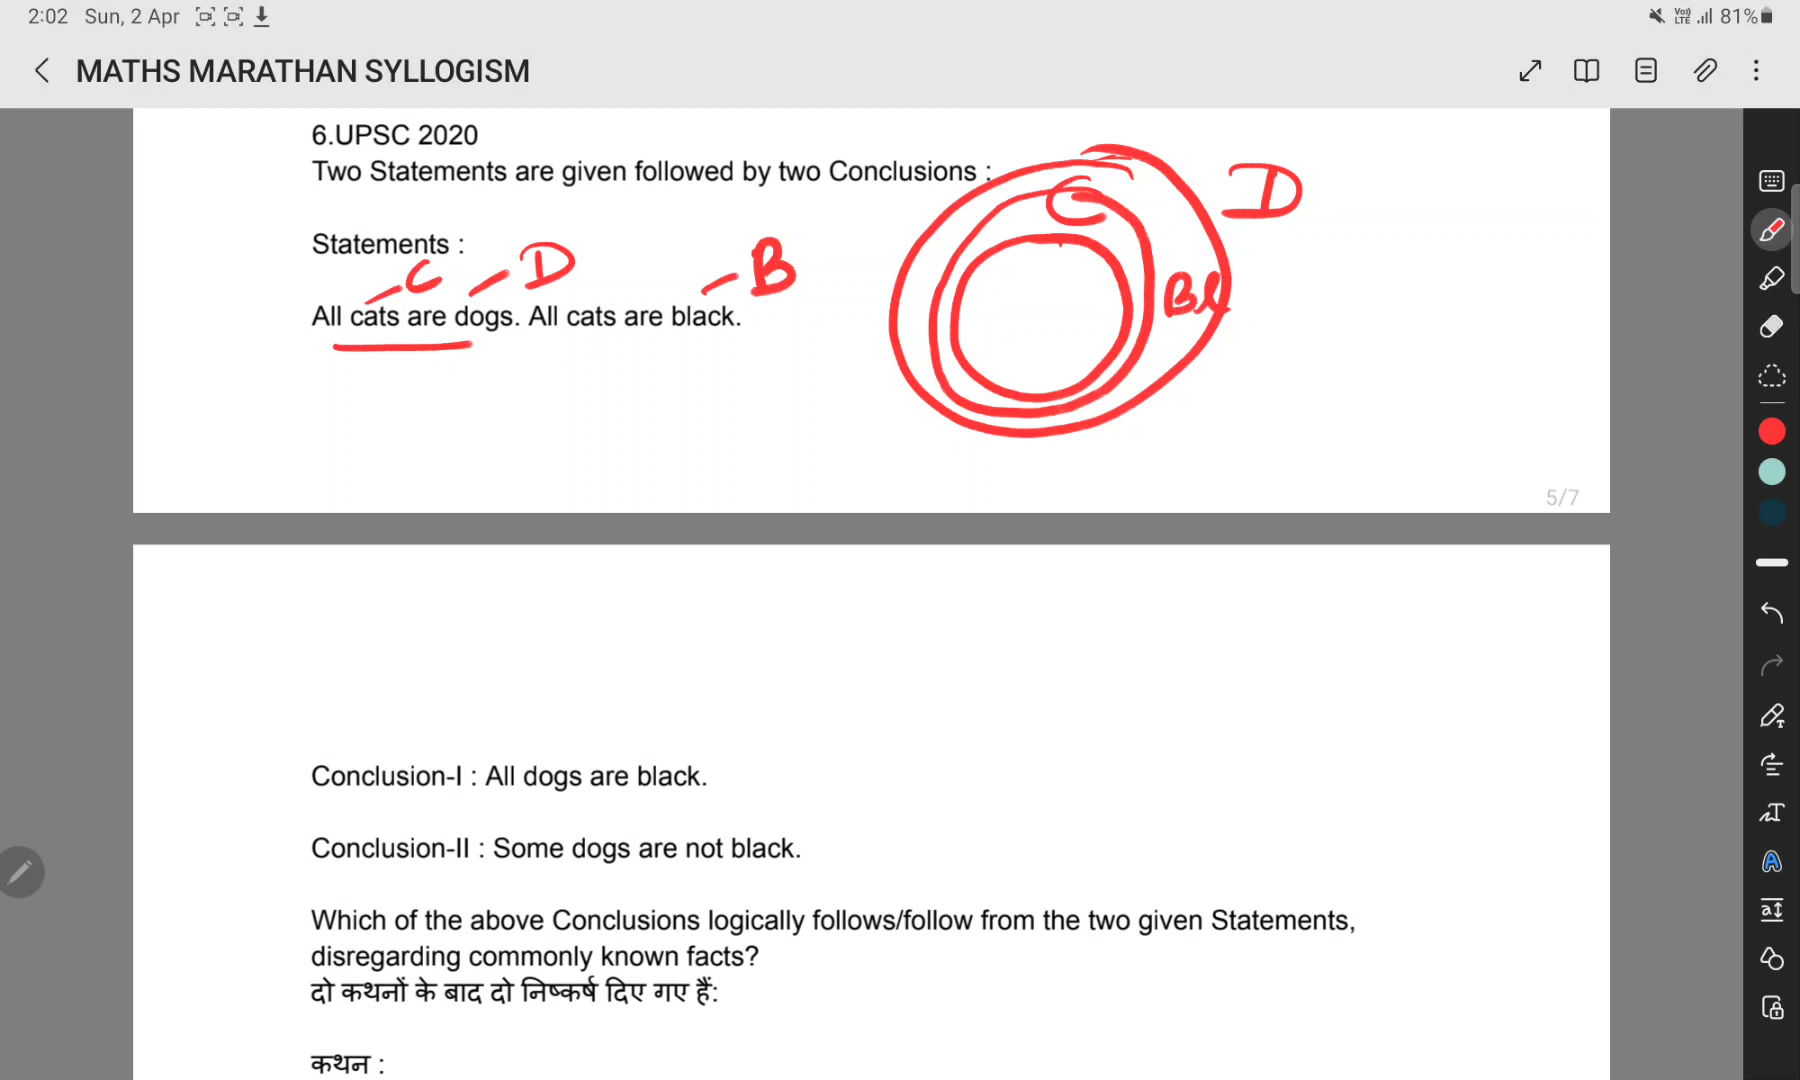 2:02 Sun, 2 Apr
Vo)) LTE 81%
MATHS MARATHAN SYLLOGISM
6.UPSC 2020
Two Statements are given followed by two Conclusions :
C D
Statements :
C D B
Bl
All cats are dogs. All cats are black.
5/7
Conclusion-I : All dogs are black.
Conclusion-II : Some dogs are not black.
Which of the above Conclusions logically follows/follow from the two given Statements,
disregarding commonly known facts?
दो कथनों के बाद दो निष्कर्ष दिए गए हैं:
कथन :